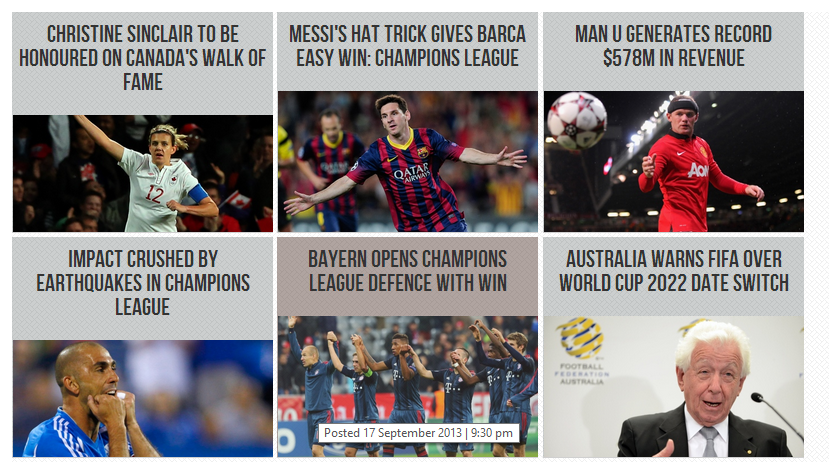 CHRISTINE SINCLAIR TO BE
HONOURED ON CANADA'S WALK OF
FAME
12
MESSI'S HAT TRICK GIVES BARCA
EASY WIN: CHAMPIONS LEAGUE
QATAR
AIRWAYS
MAN U GENERATES RECORD
$578M IN REVENUE
AON
IMPACT CRUSHED BY
EARTHQUAKES IN CHAMPIONS
LEAGUE
BAYERN OPENS CHAMPIONS
LEAGUE DEFENCE WITH WIN
Posted 17 September 2013 | 9:30 pm
AUSTRALIA WARNS FIFA OVER
WORLD CUP 2022 DATE SWITCH
FOOTBALL
FEDERATION
AUSTRALIA